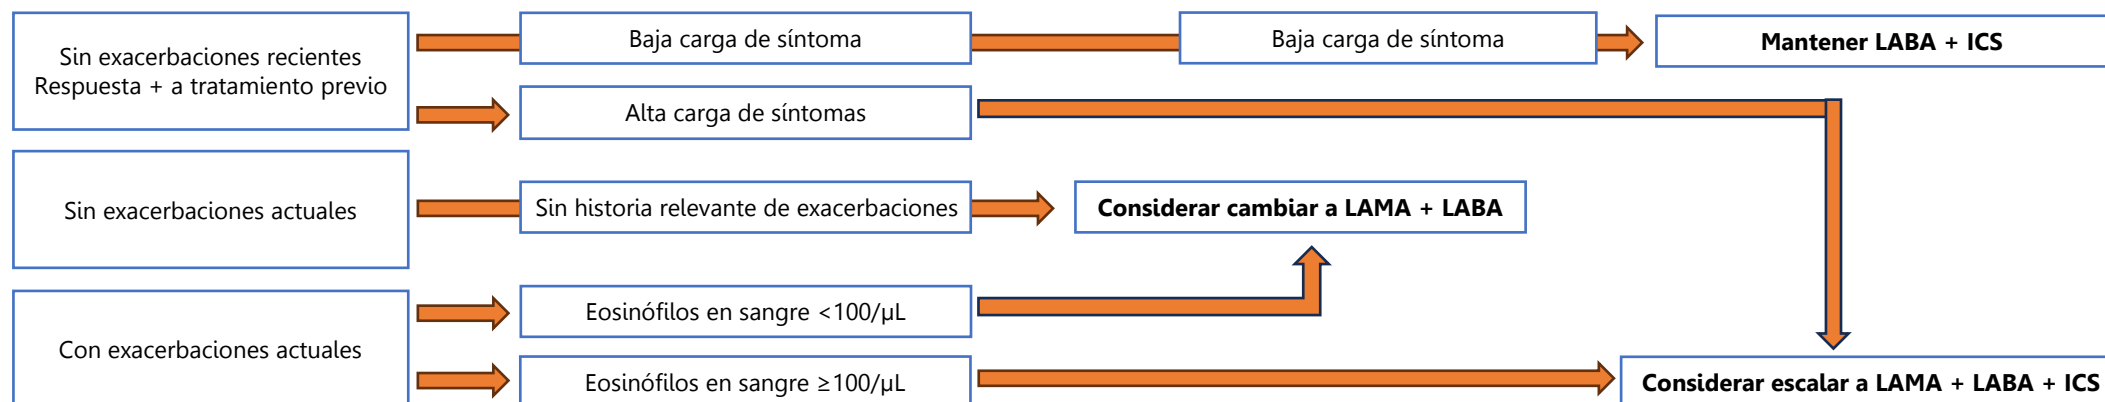 Sin exacerbaciones recientes
Respuesta + a tratamiento previo
Baja carga de síntoma
Baja carga de síntoma
Mantener LABA + ICS
Alta carga de síntomas
Sin exacerbaciones actuales
Sin historia relevante de exacerbaciones
Considerar cambiar a LAMA + LABA
Con exacerbaciones actuales
Eosinófilos en sangre <100/µL
Eosinófilos en sangre ≥100/µL
Considerar escalar a LAMA + LABA + ICS